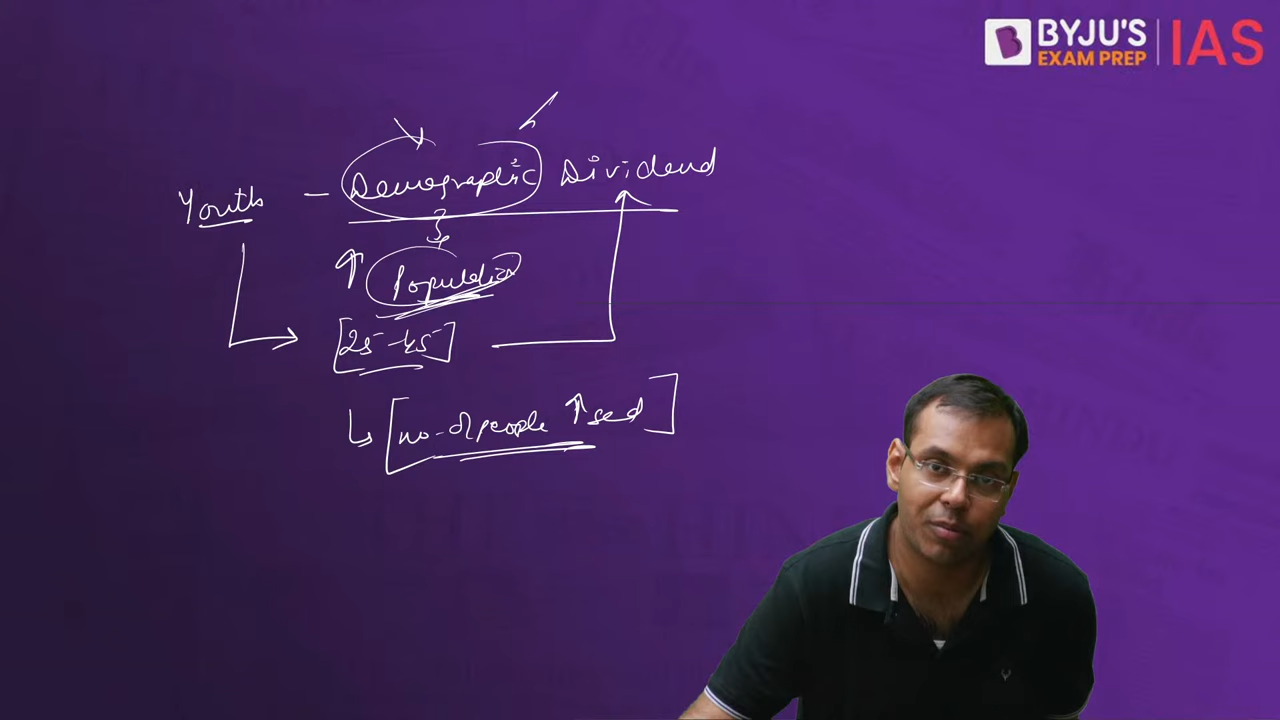 BYJU'S
EXAM PREP
IAS
Youth - Demographic Dividend
↑ Population
[25-45]
↳ [no-of people ↑sed]